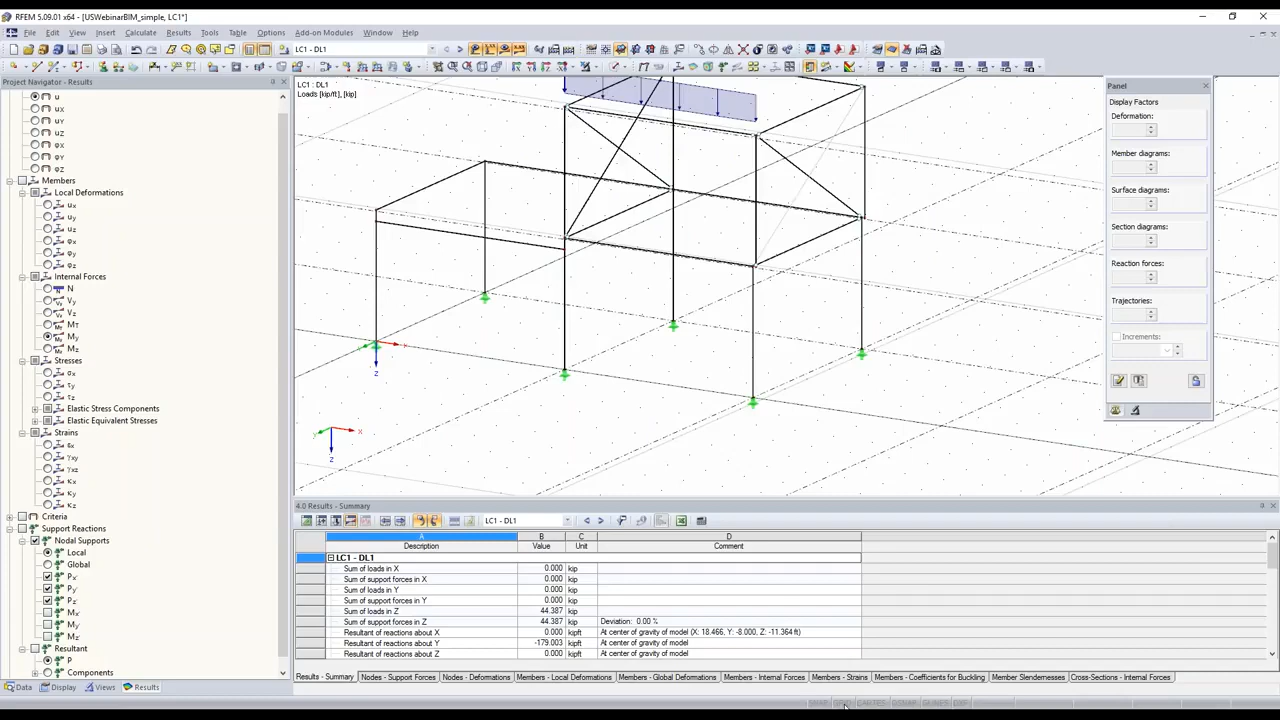 RFEM 5.09.01 x64 - [USWebinarBIM_simple, LC1*]
File Edit View Insert Calculate Results Tools Table Options Add-on Modules Window Help
LC1 - DL1
Project Navigator - Results
u
ux
uy
uz
φx
φy
φz
Members
Local Deformations
ux
uy
uz
φx
φy
φz
Internal Forces
N
Vy
Vz
MT
My
Mz
Stresses
σx
τy
τz
Elastic Stress Components
Elastic Equivalent Stresses
Strains
εx
γxy
γxz
κx
κy
κz
Criteria
Support Reactions
Nodal Supports
Local
Global
Px
Py
Pz
Mx
My
Mz
Resultant
P
Components
Data Display Views Results
LC1 : DL1
Loads [kip/ft], [kip]
x
z
y
x
z
Panel
Display Factors
Deformation:
Member diagrams:
Surface diagrams:
Section diagrams:
Reaction forces:
Trajectories:
Increments:
4.0 Results - Summary
LC1 - DL1
A B C D
Description Value Unit Comment
LC1 - DL1
Sum of loads in X 0.000 kip
Sum of support forces in X 0.000 kip
Sum of loads in Y 0.000 kip
Sum of support forces in Y 0.000 kip
Sum of loads in Z 44.387 kip
Sum of support forces in Z 44.387 kip Deviation: 0.00 %
Resultant of reactions about X 0.000 kipft At center of gravity of model (X: 18.466, Y: -8.000, Z: -11.364 ft)
Resultant of reactions about Y -179.003 kipft At center of gravity of model
Resultant of reactions about Z 0.000 kipft At center of gravity of model
Results - Summary Nodes - Support Forces Nodes - Deformations Members - Local Deformations Members - Global Deformations Members - Internal Forces Members - Strains Members - Coefficients for Buckling Member Slendernesses Cross-Sections - Internal Forces
SNAP GRID CARTES OSNAP GLINES DXF